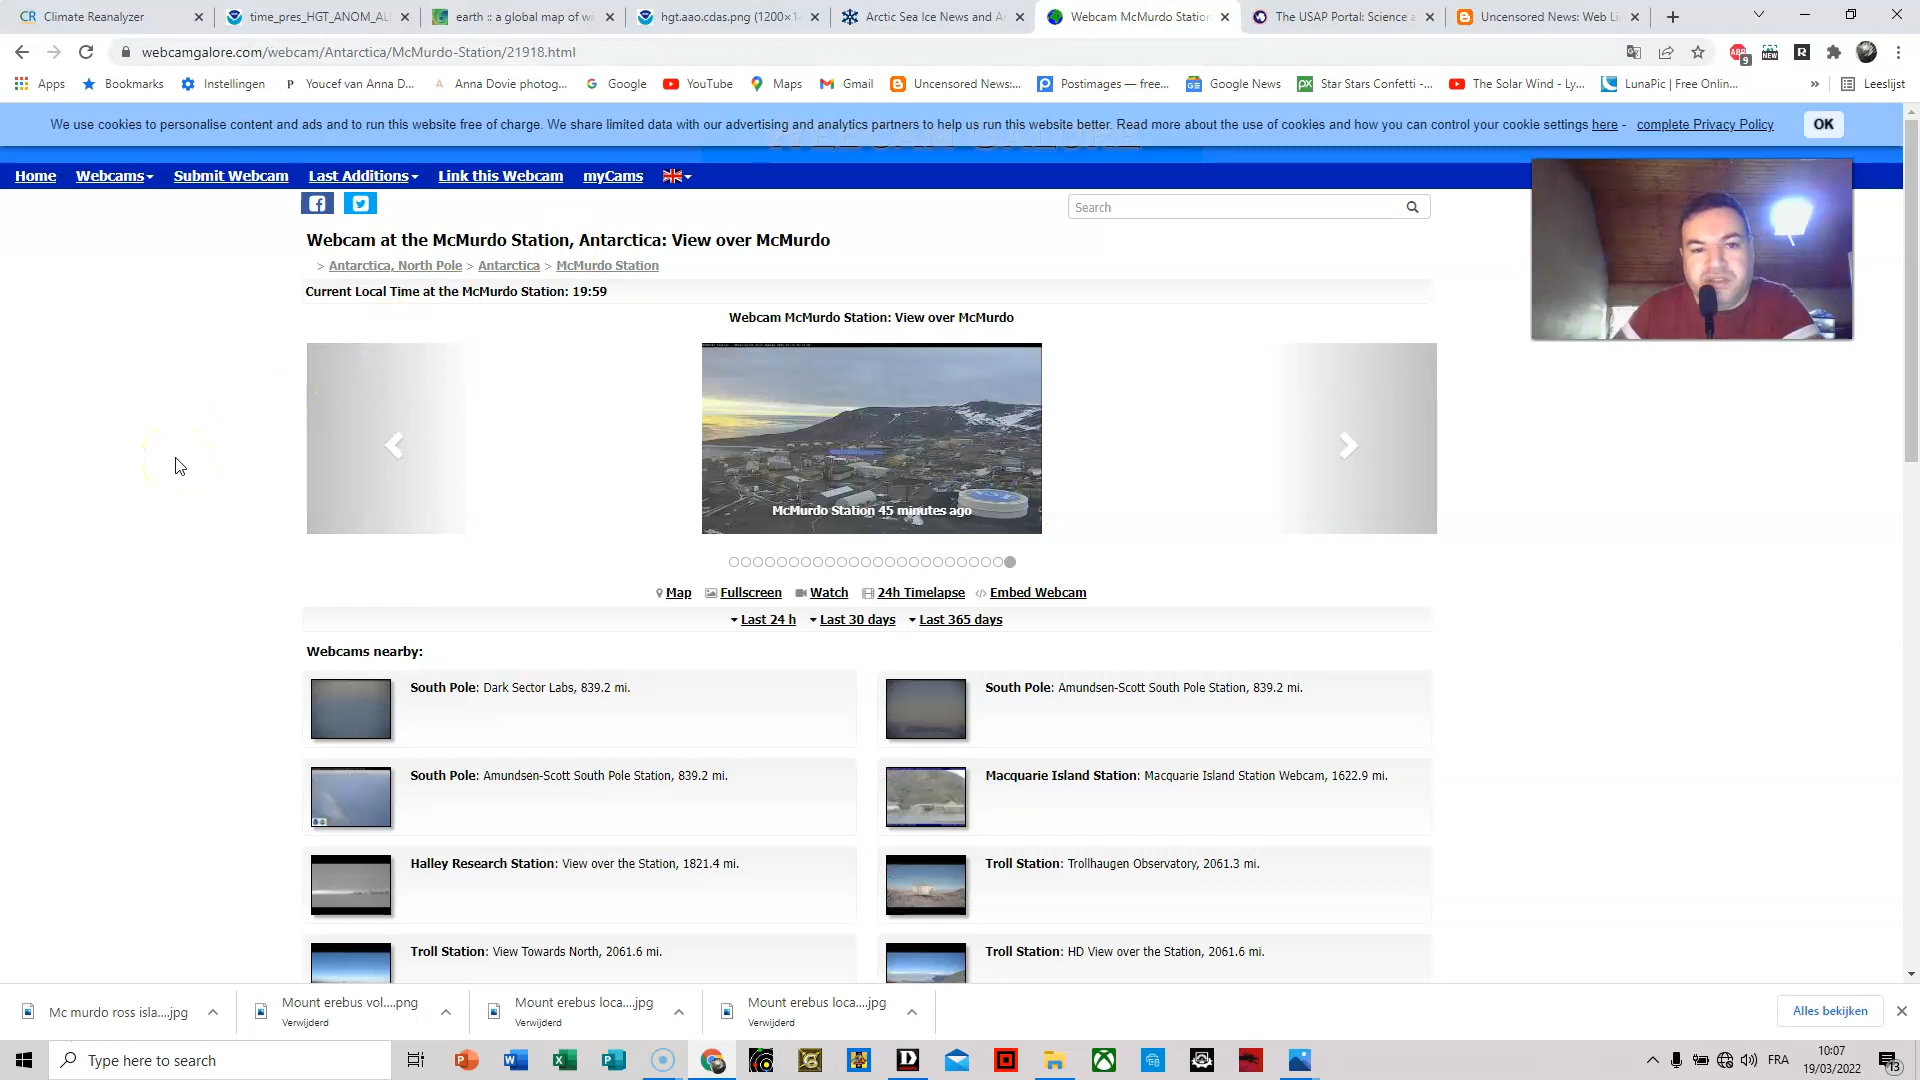 Climate Reanalyzer
time_pres_HGT_ANOM_AL
earth :: a global map of wi
hgt.aao.cdas.png (1200×1
Arctic Sea Ice News and A
Webcam McMurdo Station
The USAP Portal: Science a
Uncensored News: Web Li
webcamgalore.com/webcam/Antarctica/McMurdo-Station/21918.html
Apps
Bookmarks
Instellingen
Youcef van Anna D...
Anna Dovie photog...
Google
YouTube
Maps
Gmail
Uncensored News:...
Postimages — free...
Google News
Star Stars Confetti -...
The Solar Wind - Ly...
LunaPic | Free Onlin...
»
Leeslijst
We use cookies to personalise content and ads and to run this website free of charge. We share limited data with our advertising and analytics partners to help us run this website better. Read more about the use of cookies and how you can control your cookie settings here - complete Privacy Policy
OK
Home
Webcams
Submit Webcam
Last Additions
Link this Webcam
myCams
Search
Webcam at the McMurdo Station, Antarctica: View over McMurdo
> Antarctica, North Pole > Antarctica > McMurdo Station
Current Local Time at the McMurdo Station: 19:59
Webcam McMurdo Station: View over McMurdo
McMurdo Station 45 minutes ago
Map
Fullscreen
Watch
24h Timelapse
Embed Webcam
Last 24 h
Last 30 days
Last 365 days
Webcams nearby:
South Pole: Dark Sector Labs, 839.2 mi.
South Pole: Amundsen-Scott South Pole Station, 839.2 mi.
South Pole: Amundsen-Scott South Pole Station, 839.2 mi.
Macquarie Island Station: Macquarie Island Station Webcam, 1622.9 mi.
Halley Research Station: View over the Station, 1821.4 mi.
Troll Station: Trollhaugen Observatory, 2061.3 mi.
Troll Station: View Towards North, 2061.6 mi.
Troll Station: HD View over the Station, 2061.6 mi.
Mc murdo ross isla....jpg
Mount erebus vol....png
Verwijderd
Mount erebus loca....jpg
Verwijderd
Mount erebus loca....jpg
Verwijderd
Alles bekijken
Type here to search
FRA
10:07
19/03/2022
13